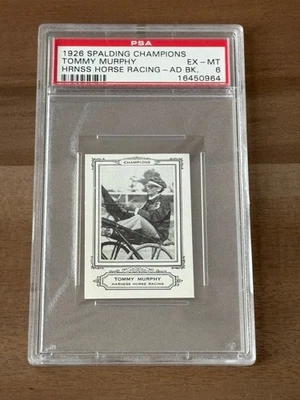 PSA
1926 SPALDING CHAMPIONS
TOMMY MURPHY EX-MT
HRNSS HORSE RACING-AD BK. 6
16450964
CHAMPIONS
TOMMY MURPHY
HARNESS HORSE RACING